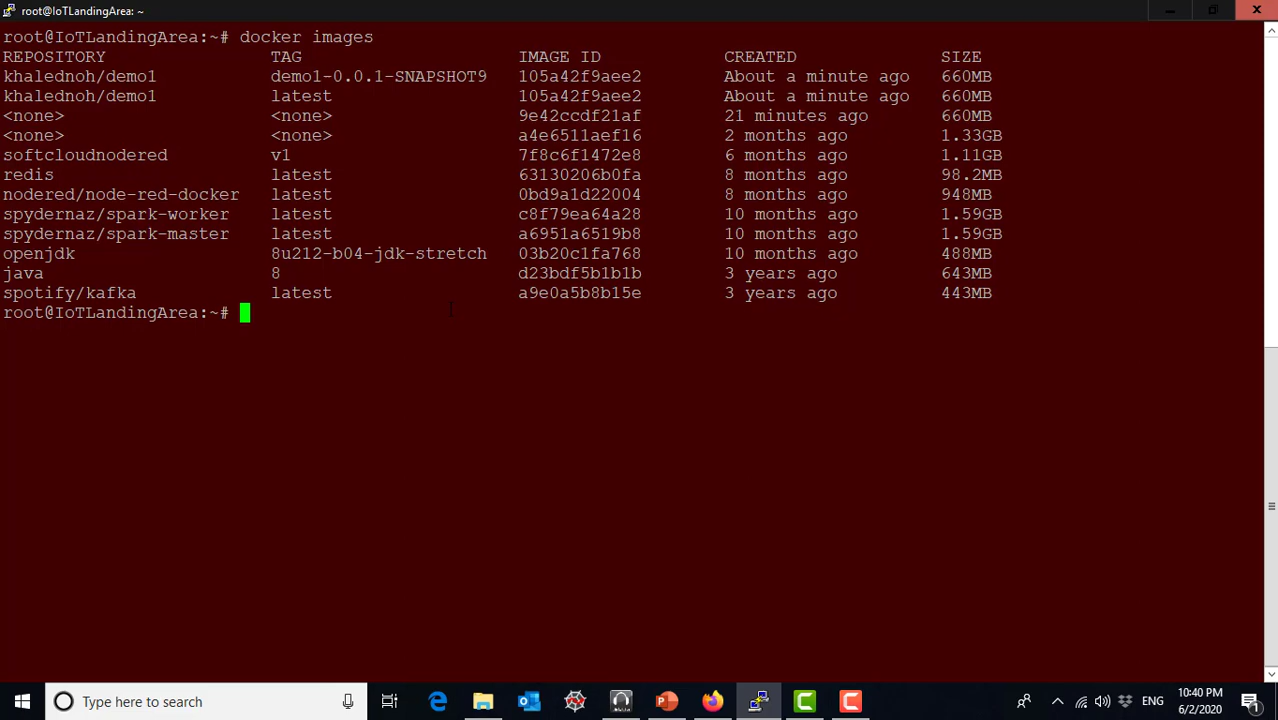 root@IoTLandingArea: ~
root@IoTLandingArea:~# docker images
REPOSITORY TAG IMAGE ID CREATED SIZE
khalednoh/demo1 demo1-0.0.1-SNAPSHOT9 105a42f9aee2 About a minute ago 660MB
khalednoh/demo1 latest 105a42f9aee2 About a minute ago 660MB
<none> <none> 9e42ccdf21af 21 minutes ago 660MB
<none> <none> a4e6511aef16 2 months ago 1.33GB
softcloudnodered v1 7f8c6f1472e8 6 months ago 1.11GB
redis latest 63130206b0fa 8 months ago 98.2MB
nodered/node-red-docker latest 0bd9a1d22004 8 months ago 948MB
spydernaz/spark-worker latest c8f79ea64a28 10 months ago 1.59GB
spydernaz/spark-master latest a6951a6519b8 10 months ago 1.59GB
openjdk 8u212-b04-jdk-stretch 03b20c1fa768 10 months ago 488MB
java 8 d23bdf5b1b1b 3 years ago 643MB
spotify/kafka latest a9e0a5b8b15e 3 years ago 443MB
root@IoTLandingArea:~#
Type here to search
ENG
10:40 PM
6/2/2020
1